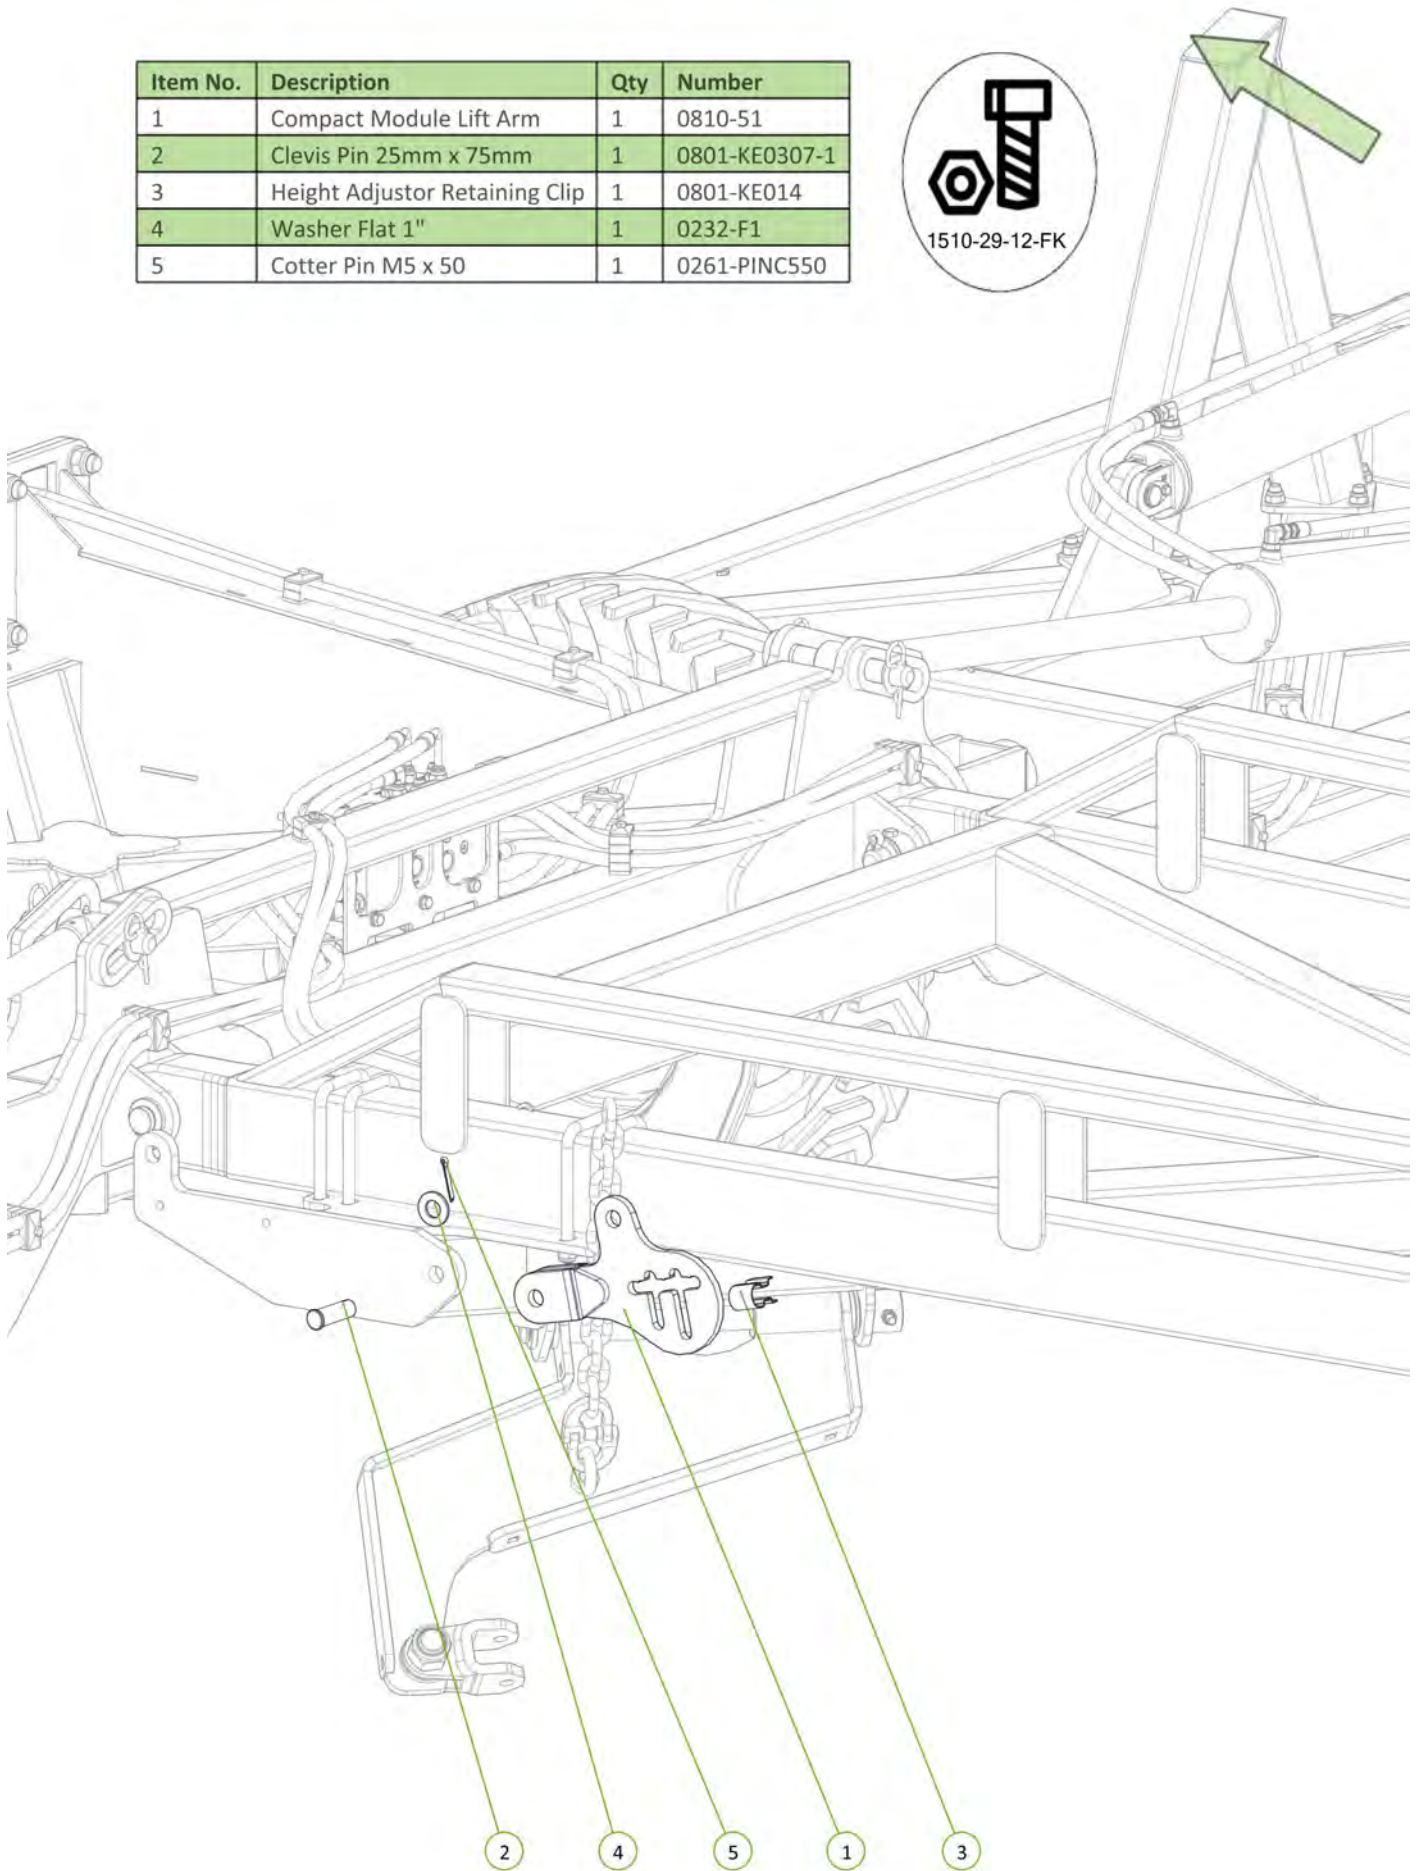 Item No. Description Qty Number
1 Compact Module Lift Arm 1 0810-51
2 Clevis Pin 25mm x 75mm 1 0801-KE0307-1
3 Height Adjustor Retaining Clip 1 0801-KE014
4 Washer Flat 1" 1 0232-F1
5 Cotter Pin M5 x 50 1 0261-PINC550
1510-29-12-FK
2 4 5 1 3